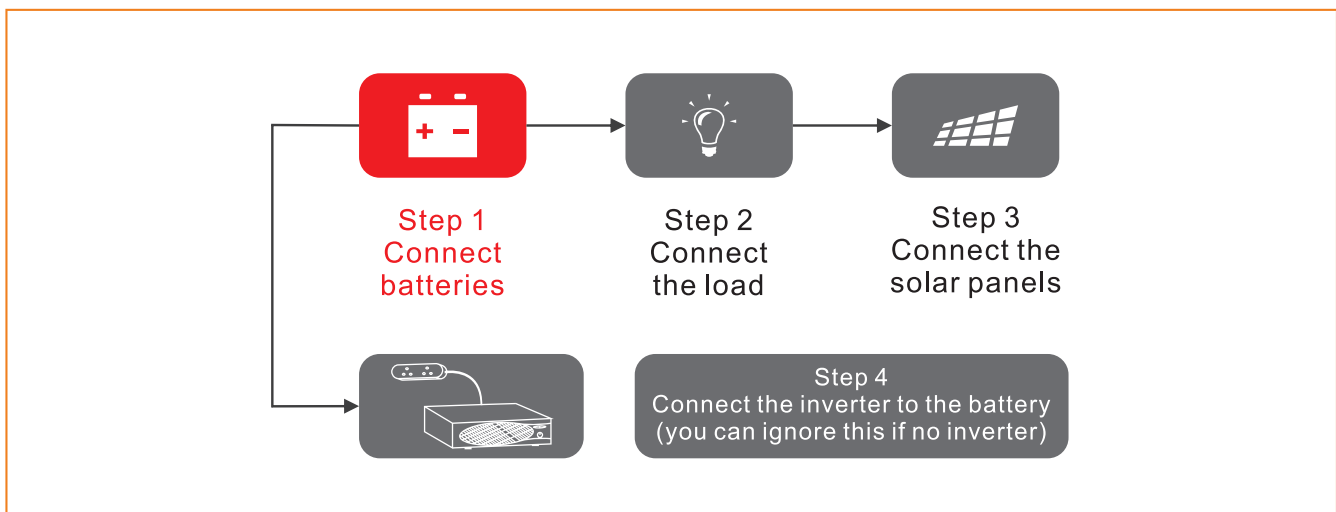 Step 1
Connect
batteries
Step 2
Connect
the load
Step 3
Connect the
solar panels
Step 4
Connect the inverter to the battery
(you can ignore this if no inverter)